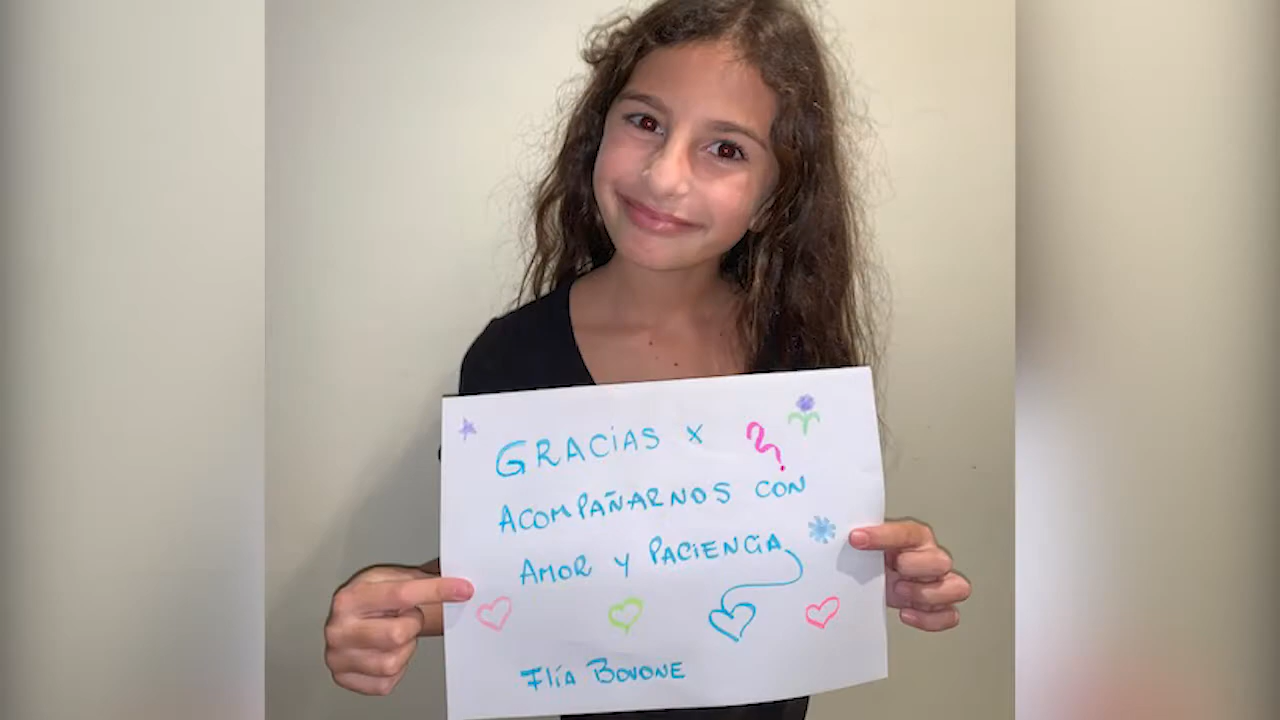 GRACIAS X
ACOMPAÑARNOS CON
AMOR Y PACIENCIA
Flía BOVONE